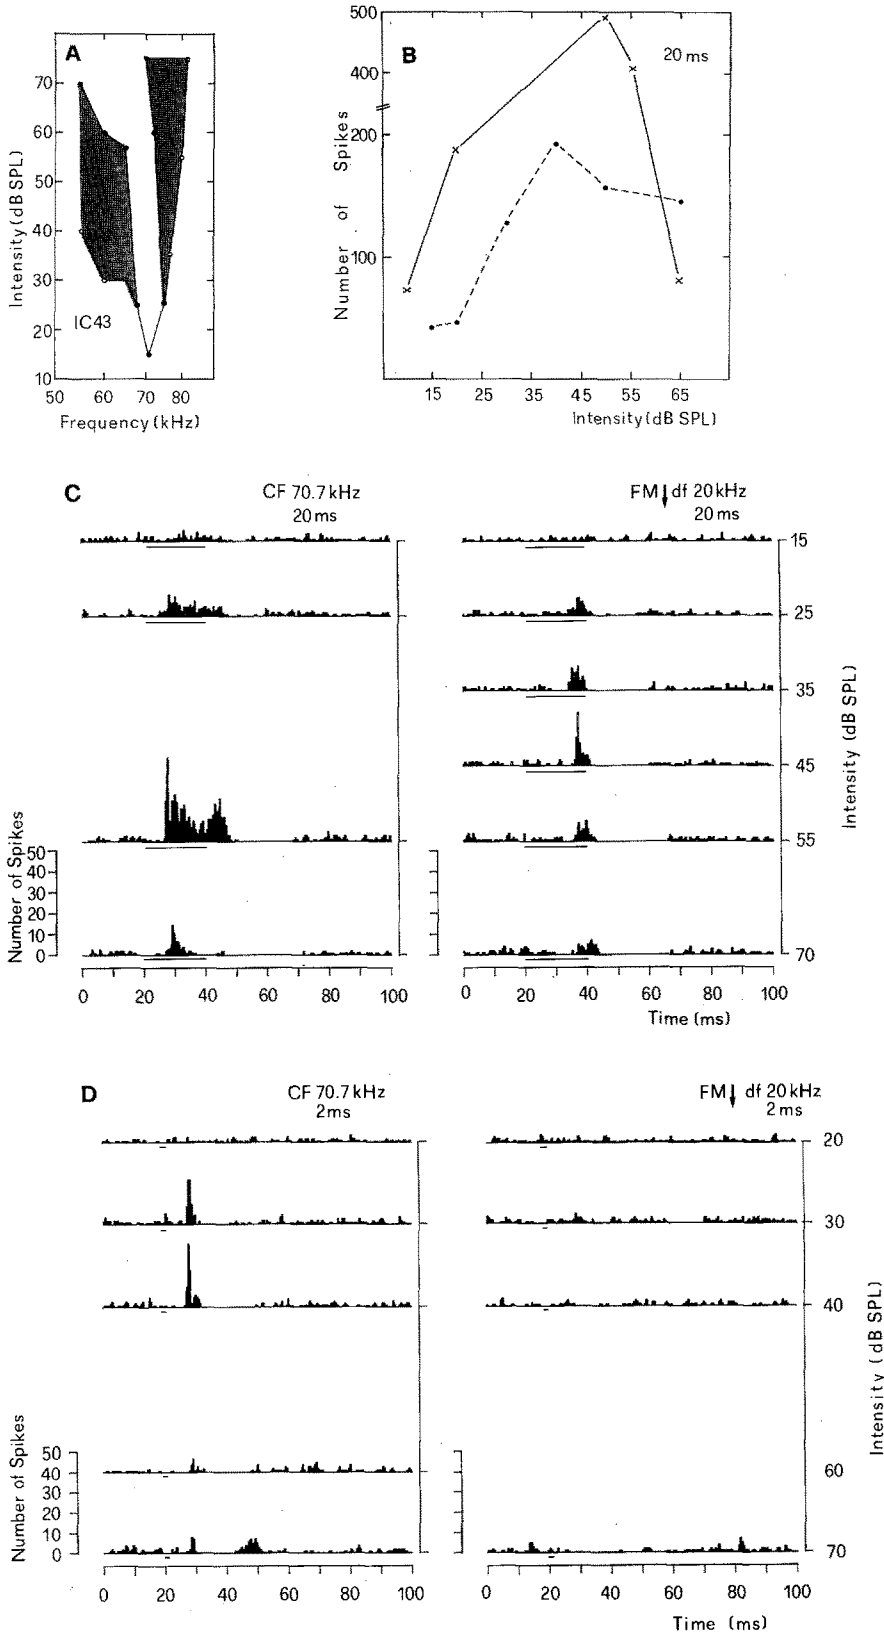 A
Intensity (dB SPL)
70
60
50
40
30
20
10
IC43
50 60 70 80
Frequency (kHz)
B
20 ms
Number of Spikes
500
400
200
100
15 25 35 45 55 65
Intensity (dB SPL)
C
CF 70.7 kHz
20 ms
FM↓ df 20 kHz
20 ms
15
25
35
45
55
70
Intensity (dB SPL)
Number of Spikes
50
40
30
20
10
0
0 20 40 60 80 100
0 20 40 60 80 100
Time (ms)
D
CF 70.7 kHz
2 ms
FM↓ df 20 kHz
2 ms
20
30
40
60
70
Intensity (dB SPL)
Number of Spikes
50
40
30
20
10
0
0 20 40 60 80 100
0 20 40 60 80 100
Time (ms)